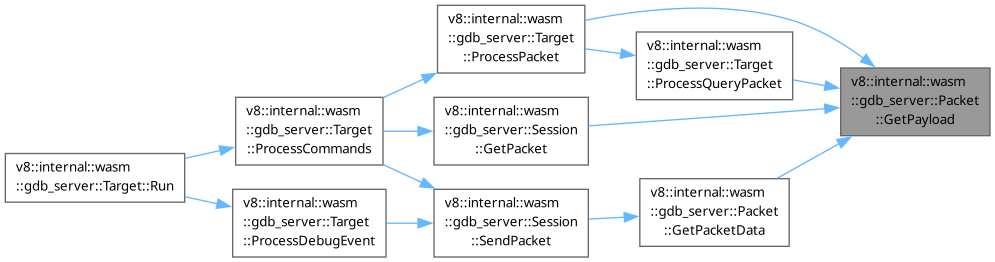 v8::internal::wasm
::gdb_server::Target
::ProcessPacket
v8::internal::wasm
::gdb_server::Target
::ProcessQueryPacket
v8::internal::wasm
::gdb_server::Packet
::GetPayload
v8::internal::wasm
::gdb_server::Target
::ProcessCommands
v8::internal::wasm
::gdb_server::Session
::GetPacket
v8::internal::wasm
::gdb_server::Target::Run
v8::internal::wasm
::gdb_server::Target
::ProcessDebugEvent
v8::internal::wasm
::gdb_server::Session
::SendPacket
v8::internal::wasm
::gdb_server::Packet
::GetPacketData